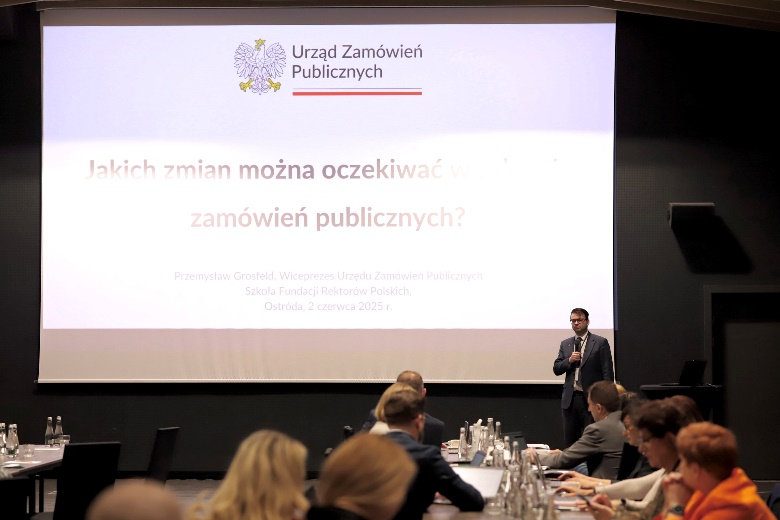 Urząd Zamówień
Publicznych
Jakich zmian można oczekiwać
zamówień publicznych?
Przemysław Grosfeld, Wiceprezes Urzędu Zamówień Publicznych
Szkoła Fundacji Rektorów Polskich,
Ostróda, 2 czerwca 2025 r.